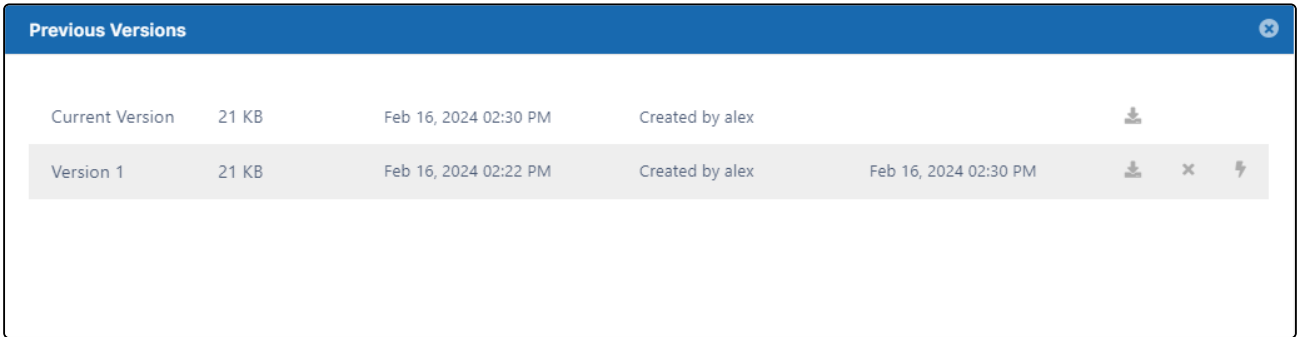 Previous Versions
Current Version 21 KB Feb 16, 2024 02:30 PM Created by alex
Version 1 21 KB Feb 16, 2024 02:22 PM Created by alex Feb 16, 2024 02:30 PM